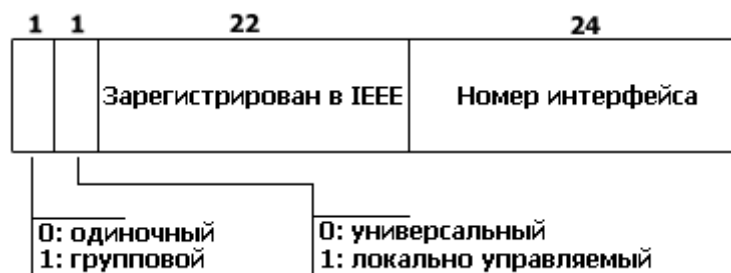 1 1 22 24
Зарегистрирован в IEEE Номер интерфейса
0: одиночный 0: универсальный
1: групповой 1: локально управляемый